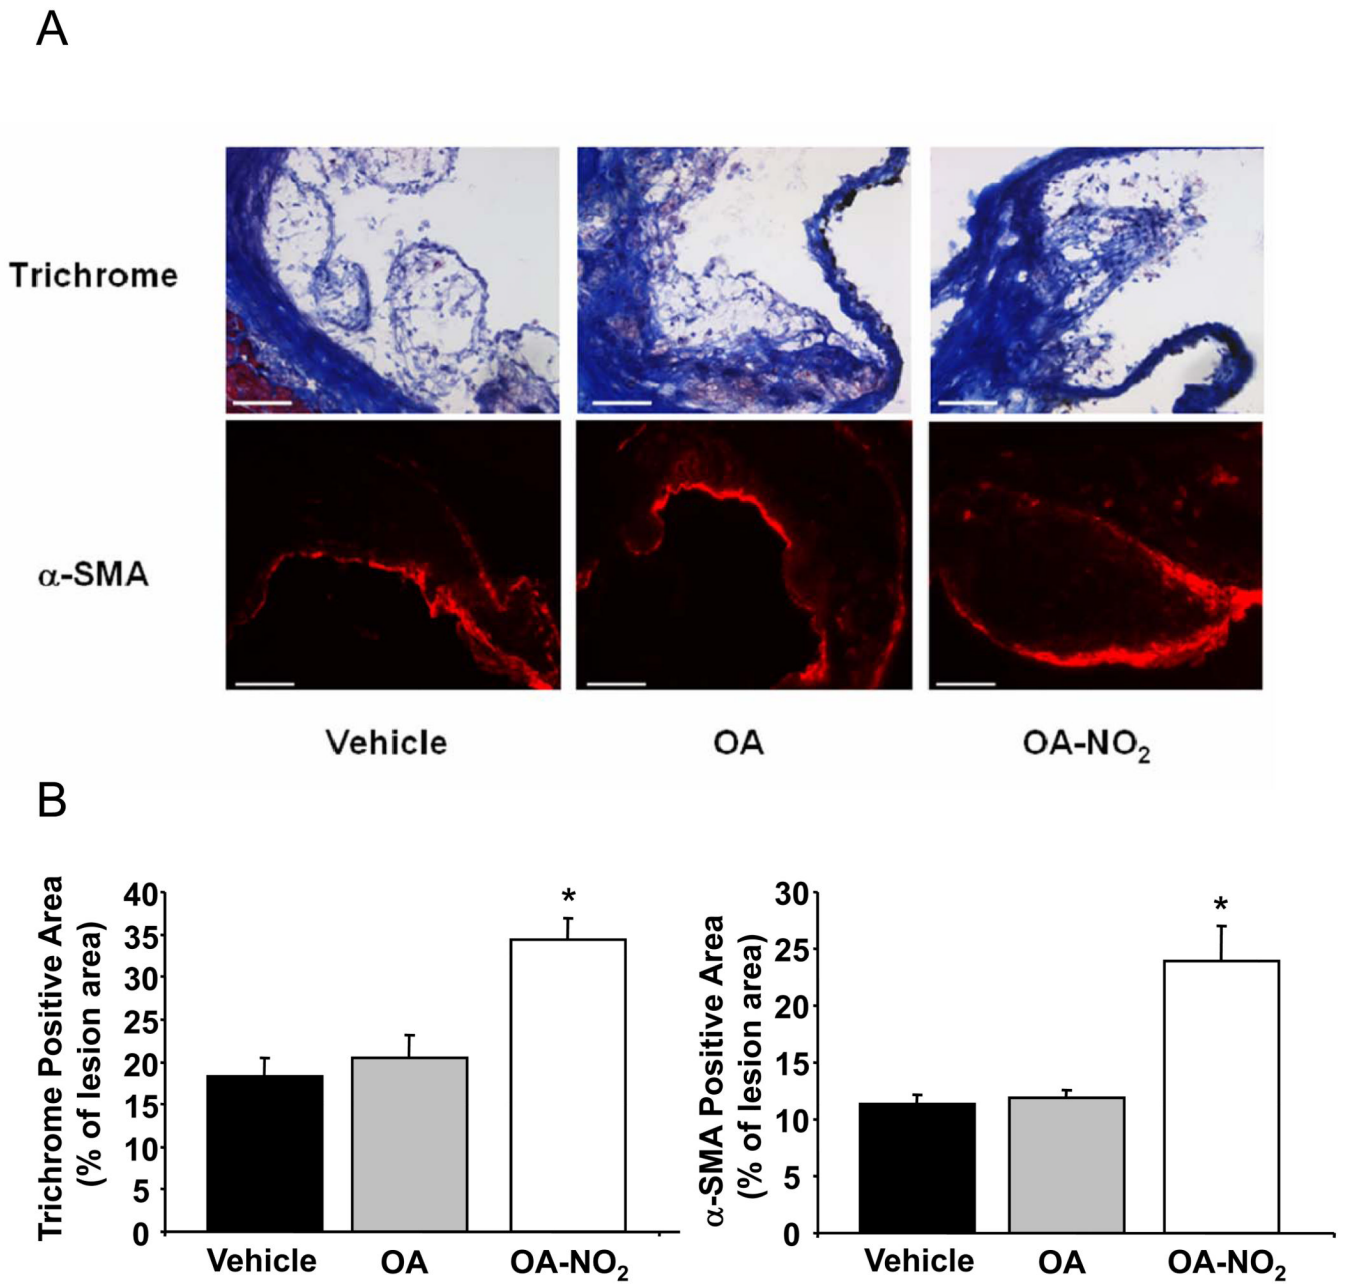 A
Trichrome
α-SMA
Vehicle OA OA-NO₂
B
Trichrome Positive Area
(% of lesion area)
40
35
30
25
20
15
10
5
0
*
Vehicle OA OA-NO₂
α-SMA Positive Area
(% of lesion area)
30
25
20
15
10
5
0
*
Vehicle OA OA-NO₂